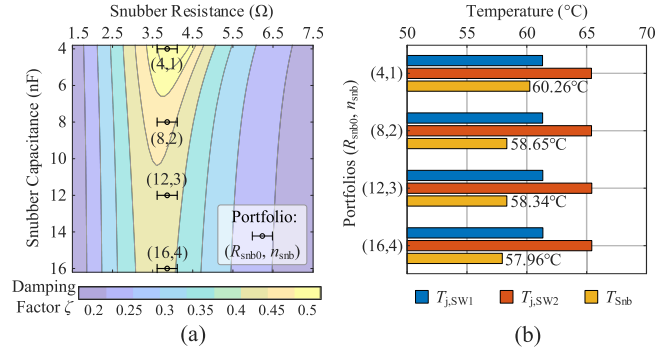 Snubber Resistance (Ω)
(a)
1.5 2.5 3.5 4.5 5.5 6.5 7.5
Snubber Capacitance (nF)
4
6
8
10
12
14
16
(4,1)
(8,2)
(12,3)
(16,4)
Portfolio:
(Rsnb0, nsnb)
Damping
Factor ζ
0.2 0.25 0.3 0.35 0.4 0.45 0.5
(a)
Temperature (°C)
50 55 60 65 70
Portfolios (Rsnb0, nsnb)
(4,1)
60.26°C
(8,2)
58.65°C
(12,3)
58.34°C
(16,4)
57.96°C
Tj,SW1 Tj,SW2 TSnb
(b)